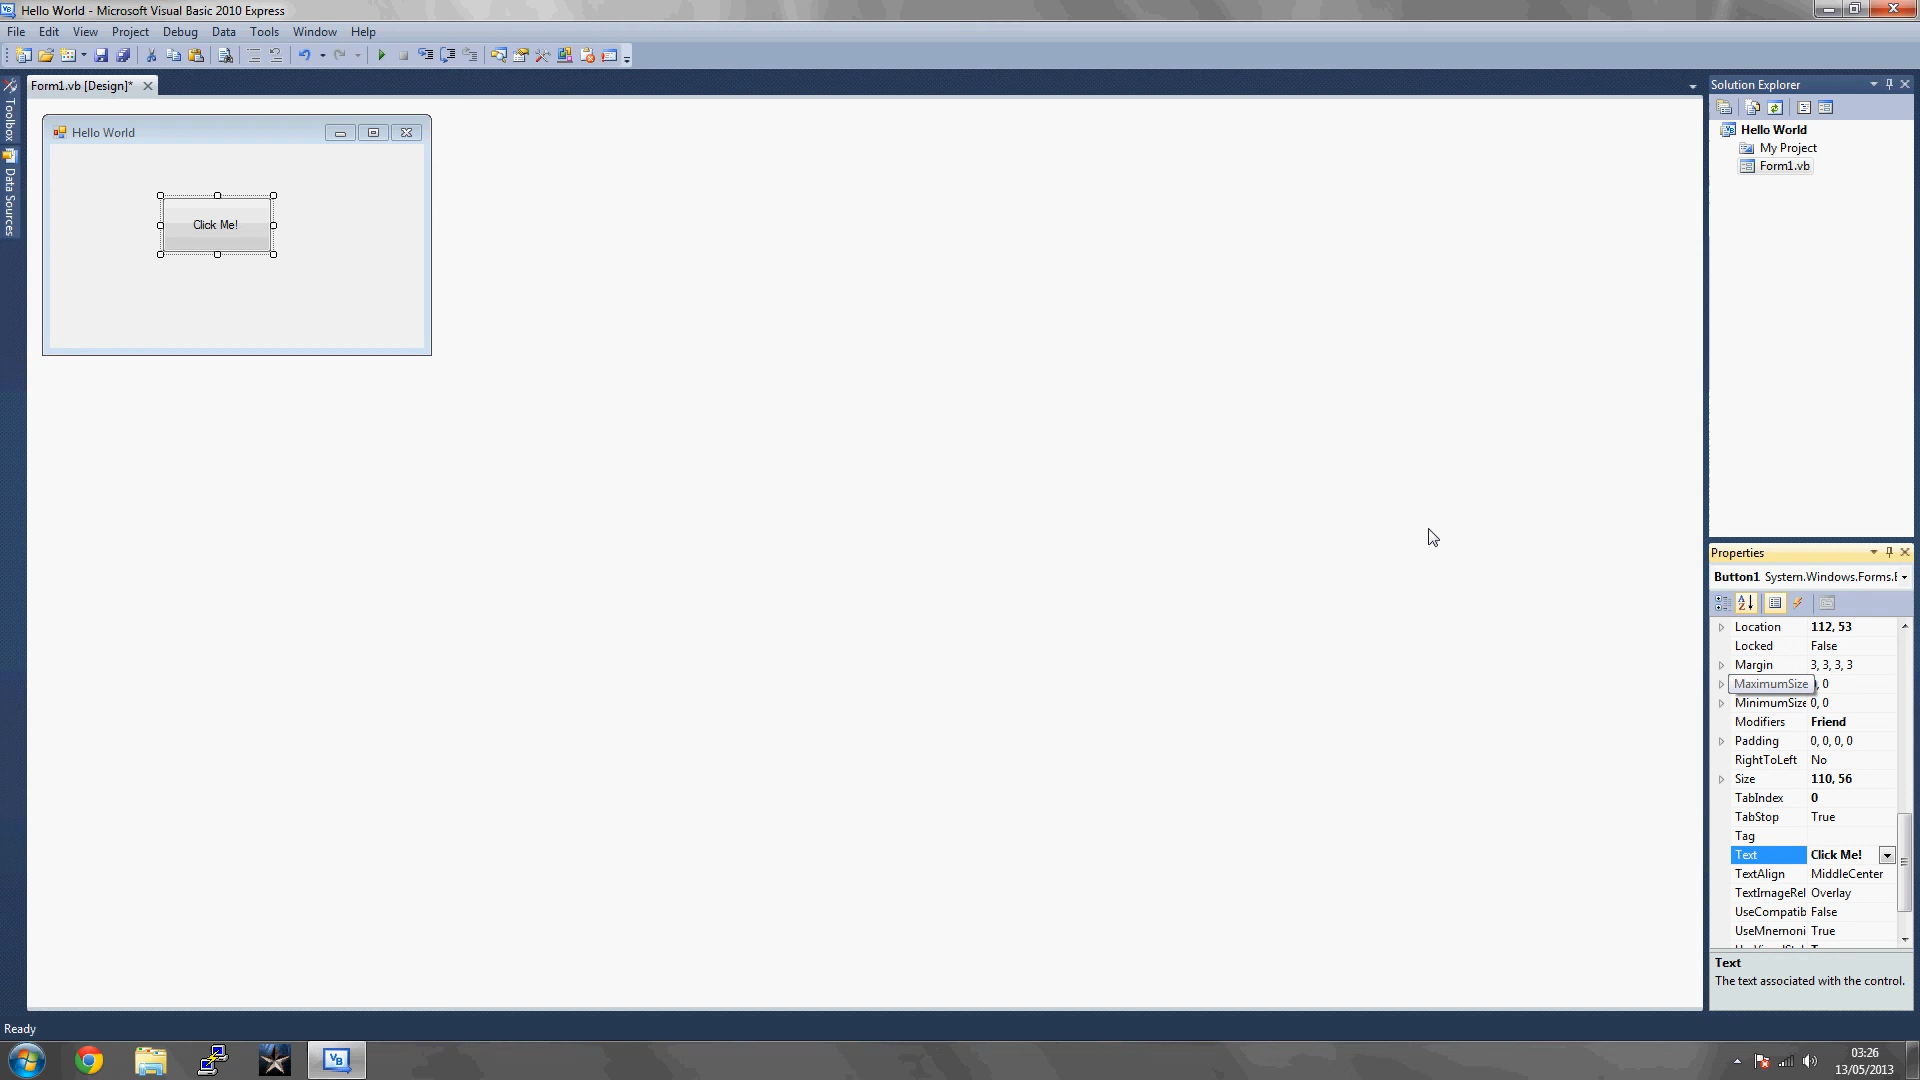 Hello World - Microsoft Visual Basic 2010 Express
File Edit View Project Debug Data Tools Window Help
Form1.vb [Design]*
Toolbox
Data Sources
Hello World
Click Me!
Solution Explorer
Hello World
My Project
Form1.vb
Properties
Button1 System.Windows.Forms.
Location 112, 53
Locked False
Margin 3, 3, 3, 3
MaximumSize , 0
MinimumSize 0, 0
Modifiers Friend
Padding 0, 0, 0, 0
RightToLeft No
Size 110, 56
TabIndex 0
TabStop True
Tag
Text Click Me!
TextAlign MiddleCenter
TextImageRel Overlay
UseCompatib False
UseMnemoni True
Text
The text associated with the control.
Ready
VB
03:26
13/05/2013